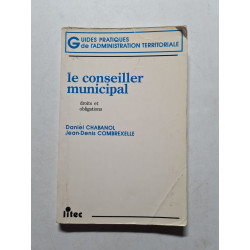 GUIDES PRATIQUES
de l'ADMINISTRATION TERRITORIALE
le conseiller
municipal
droits et
obligations
Daniel CHABANOL
Jean-Denis COMBREXELLE
litec